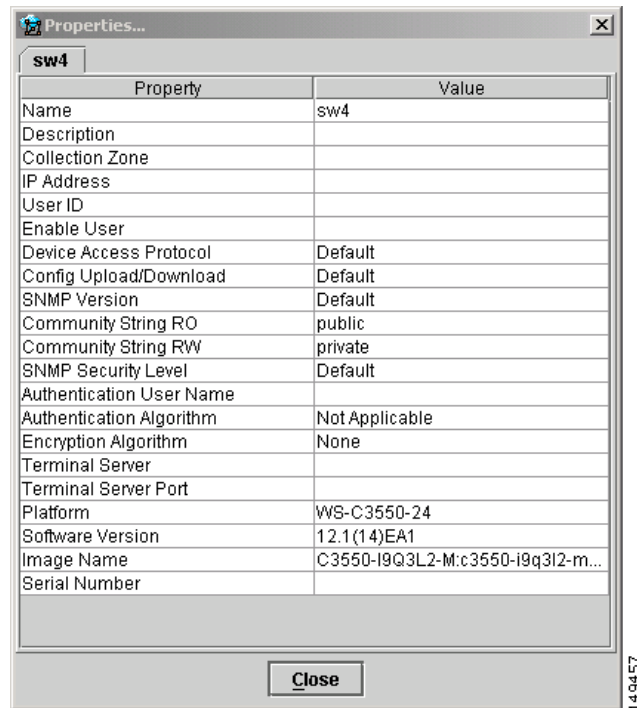 Properties...
sw4
Property Value
Name sw4
Description
Collection Zone
IP Address
User ID
Enable User
Device Access Protocol Default
Config Upload/Download Default
SNMP Version Default
Community String RO public
Community String RW private
SNMP Security Level Default
Authentication User Name
Authentication Algorithm Not Applicable
Encryption Algorithm None
Terminal Server
Terminal Server Port
Platform WS-C3550-24
Software Version 12.1(14)EA1
Image Name C3550-I9Q3L2-M:c3550-i9q3l2-m...
Serial Number
Close
149457